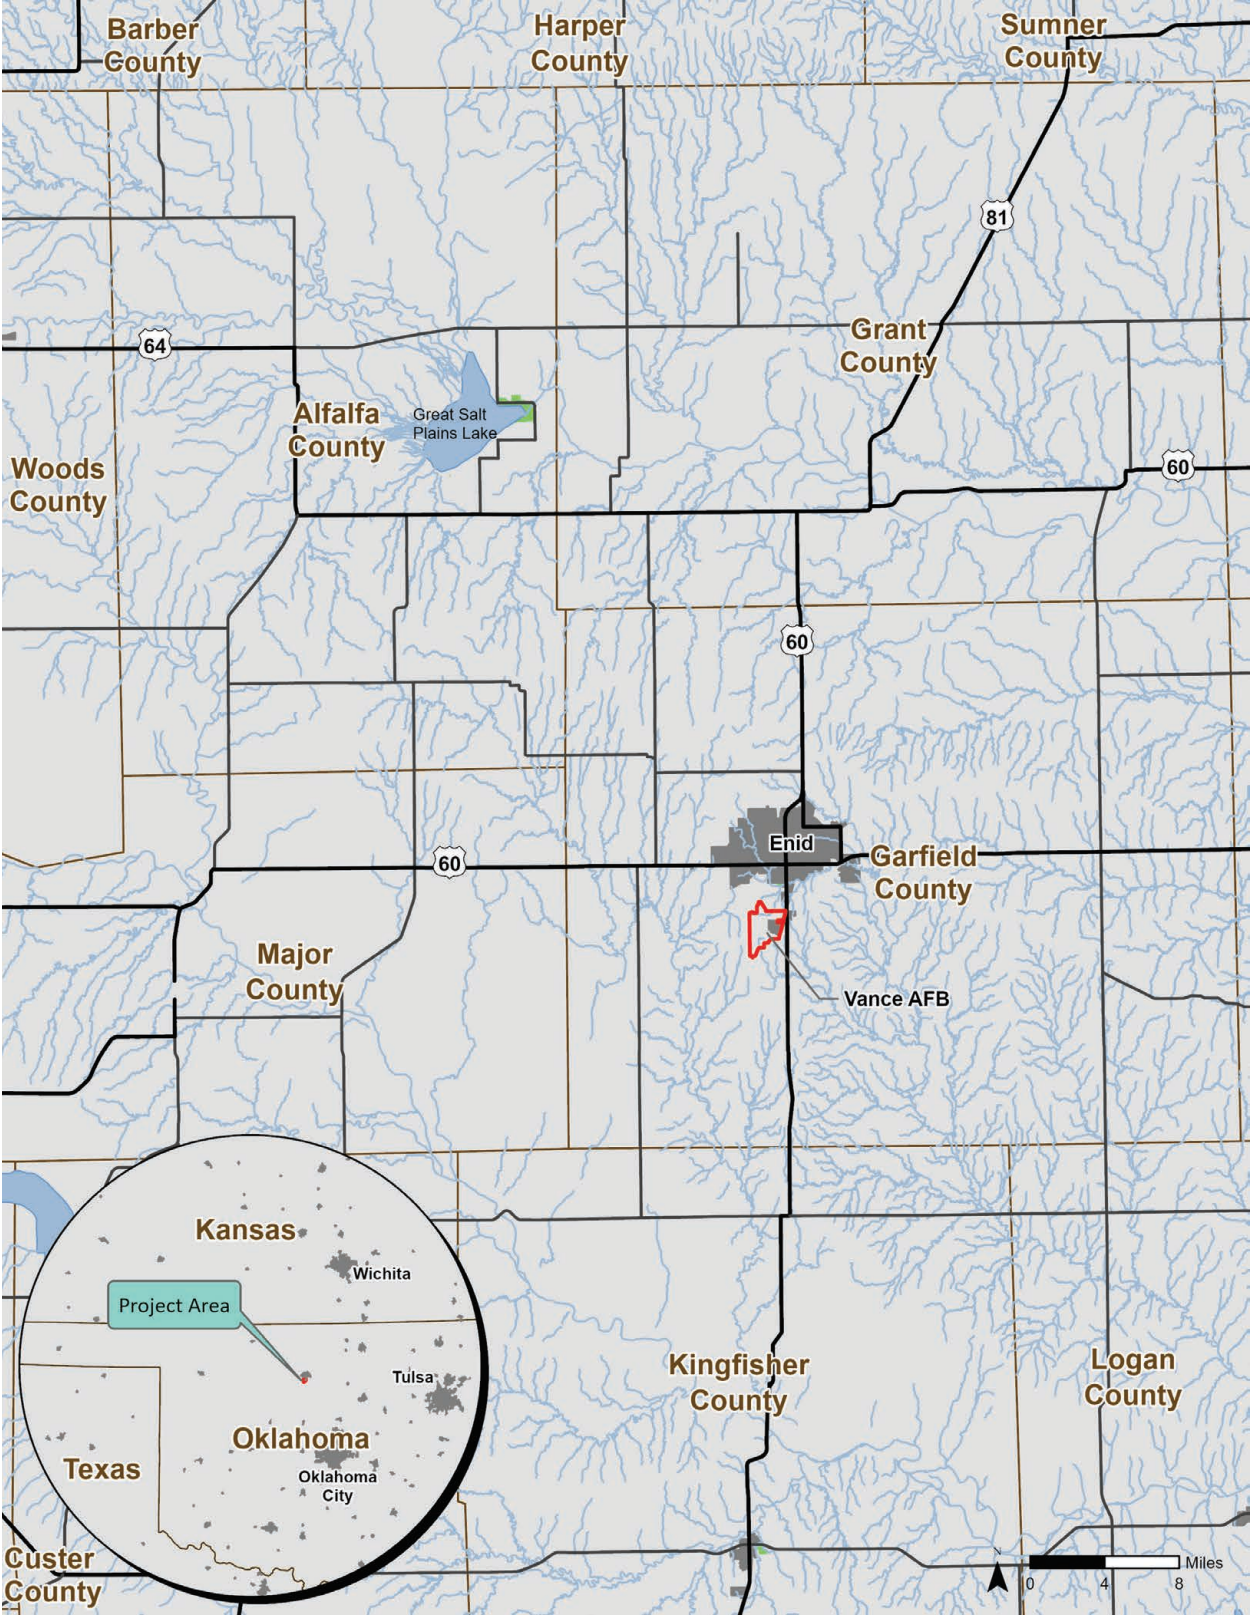 Barber
County
Harper
County
Sumner
County
81
Grant
County
64
Alfalfa
County
Great Salt
Plains Lake
Woods
County
60
60
Enid
60
Garfield
County
Major
County
Vance AFB
Kansas
Wichita
Project Area
Tulsa
Oklahoma
Oklahoma
City
Texas
Kingfisher
County
Logan
County
Custer
County
N
Miles
0 4 8